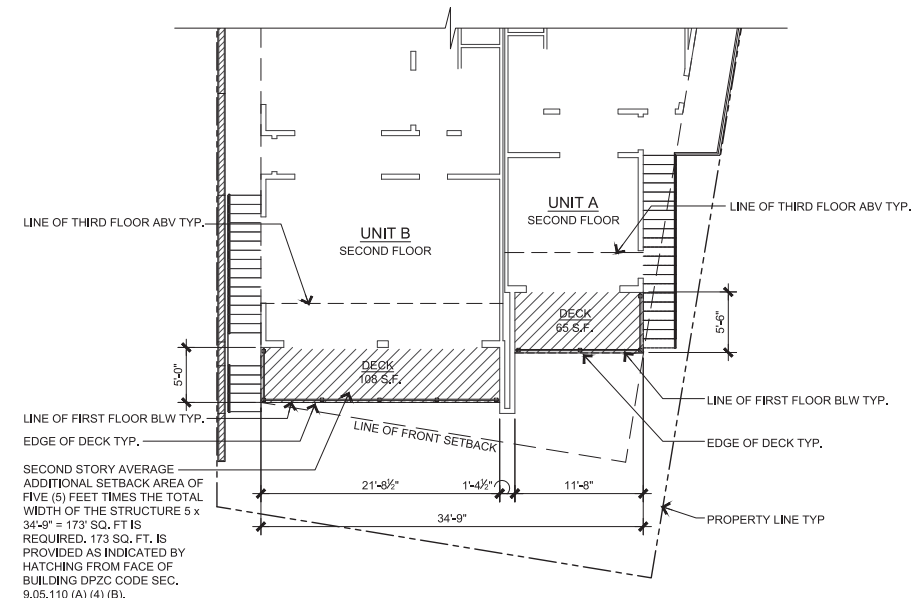 UNIT A
SECOND FLOOR
LINE OF THIRD FLOOR ABV TYP.
LINE OF THIRD FLOOR ABV TYP.
UNIT B
SECOND FLOOR
DECK
65 S.F.
5'-6"
DECK
108 S.F.
5'-0"
LINE OF FIRST FLOOR BLW TYP.
LINE OF FIRST FLOOR BLW TYP.
EDGE OF DECK TYP.
EDGE OF DECK TYP.
LINE OF FRONT SETBACK
SECOND STORY AVERAGE
ADDITIONAL SETBACK AREA OF
FIVE (5) FEET TIMES THE TOTAL
WIDTH OF THE STRUCTURE 5 x
34'-9" = 173' SQ. FT IS
REQUIRED. 173 SQ. FT. IS
PROVIDED AS INDICATED BY
HATCHING FROM FACE OF
BUILDING DPZC CODE SEC.
9.05.110 (A) (4) (B).
21'-8½"
1'-4½"
11'-8"
34'-9"
PROPERTY LINE TYP